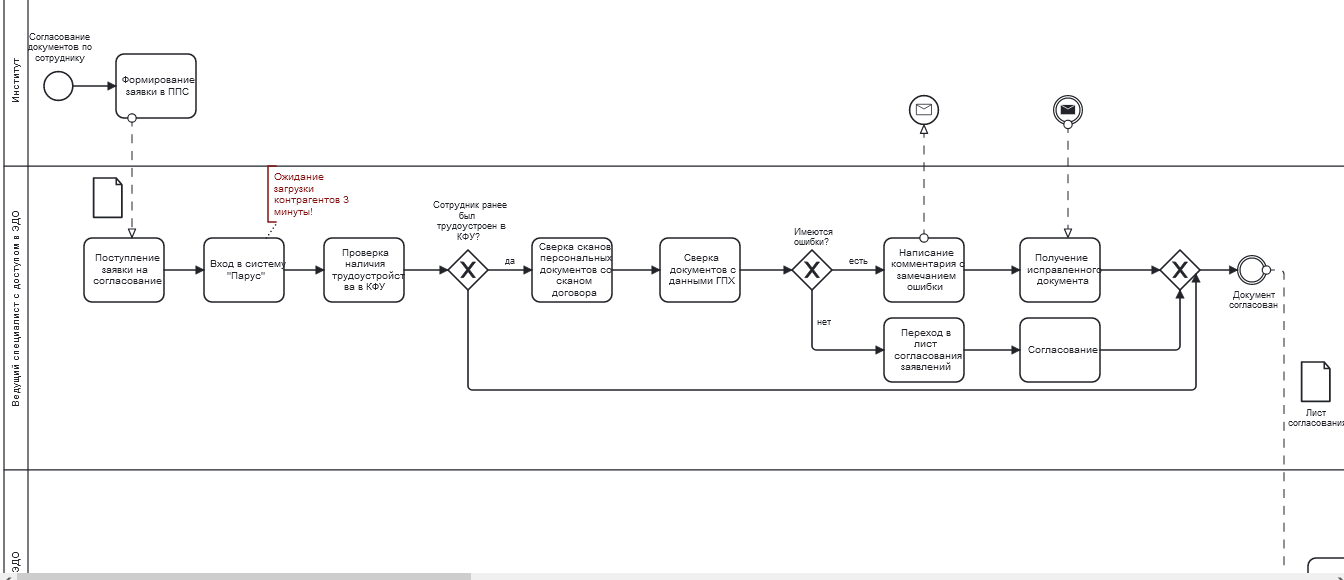 Согласование
документов по
сотруднику
Институт
Формирование
заявки в ППС
Ведущий специалист с доступом в ЭДО
Ожидание
загрузки
контрагентов 3
минуты!
Поступление
заявки на
согласование
Вход в систему
"Парус"
Проверка
наличия
трудоустройст
ва в КФУ
Сотрудник ранее
был
трудоустроен в
КФУ?
да
Сверка сканов
персональных
документов со
сканом
договора
Сверка
документов с
данными ГПХ
Имеются
ошибки?
есть
нет
Написание
комментария с
замечанием
ошибки
Получение
исправленного
документа
Переход в
лист
согласования
заявлений
Согласование
Документ
согласован
Лист
согласования
ЭДО